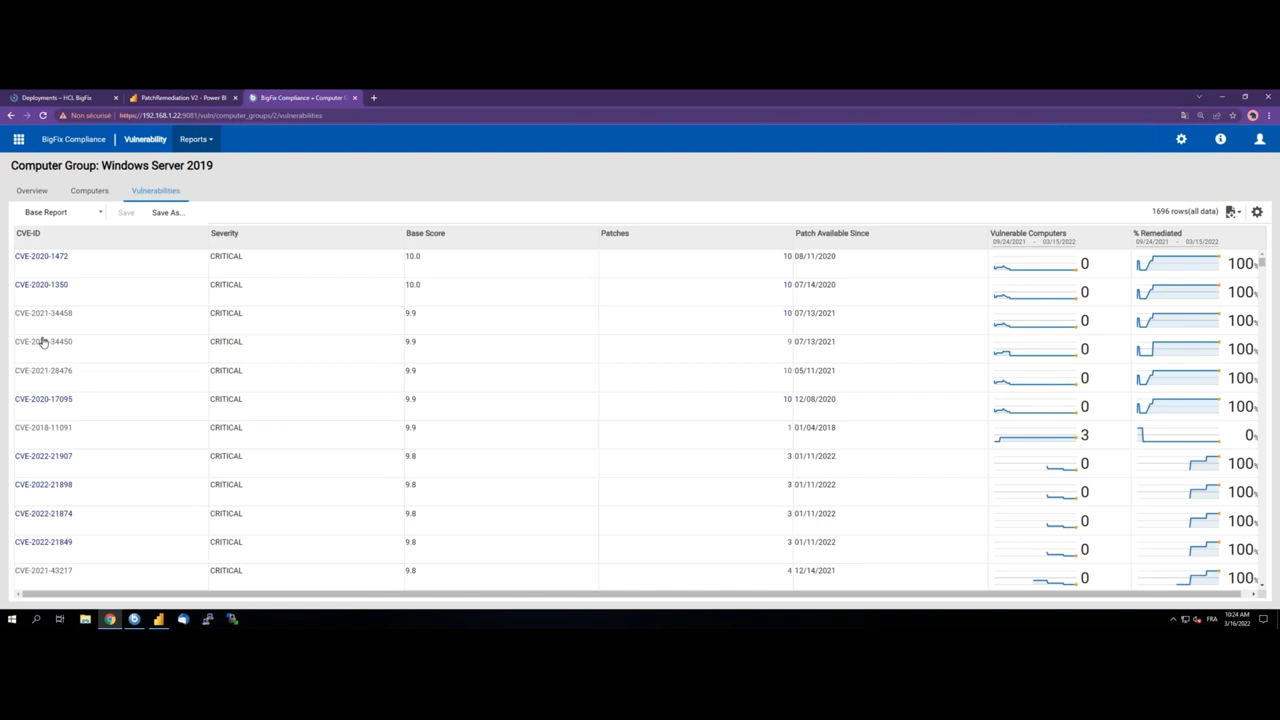 Deployments – HCL BigFix
PatchRemediation V2 - Power BI
BigFix Compliance » Computer
Non sécurisé https://192.168.1.22:9081/vuln/computer_groups/2/vulnerabilities
BigFix Compliance Vulnerability Reports
Computer Group: Windows Server 2019
Overview Computers Vulnerabilities
Base Report Save Save As... 1696 rows(all data)
CVE-ID Severity Base Score Patches Patch Available Since Vulnerable Computers % Remediated
09/24/2021 - 03/15/2022 09/24/2021 - 03/15/2022
CVE-2020-1472 CRITICAL 10.0 10 08/11/2020 0 100%
CVE-2020-1350 CRITICAL 10.0 10 07/14/2020 0 100%
CVE-2021-34458 CRITICAL 9.9 10 07/13/2021 0 100%
CVE-2021-34450 CRITICAL 9.9 9 07/13/2021 0 100%
CVE-2021-28476 CRITICAL 9.9 10 05/11/2021 0 100%
CVE-2020-17095 CRITICAL 9.9 10 12/08/2020 0 100%
CVE-2018-11091 CRITICAL 9.9 1 01/04/2018 3 0%
CVE-2022-21907 CRITICAL 9.8 3 01/11/2022 0 100%
CVE-2022-21898 CRITICAL 9.8 3 01/11/2022 0 100%
CVE-2022-21874 CRITICAL 9.8 3 01/11/2022 0 100%
CVE-2022-21849 CRITICAL 9.8 3 01/11/2022 0 100%
CVE-2021-43217 CRITICAL 9.8 4 12/14/2021 0 100%
FRA
10:24 AM
3/16/2022